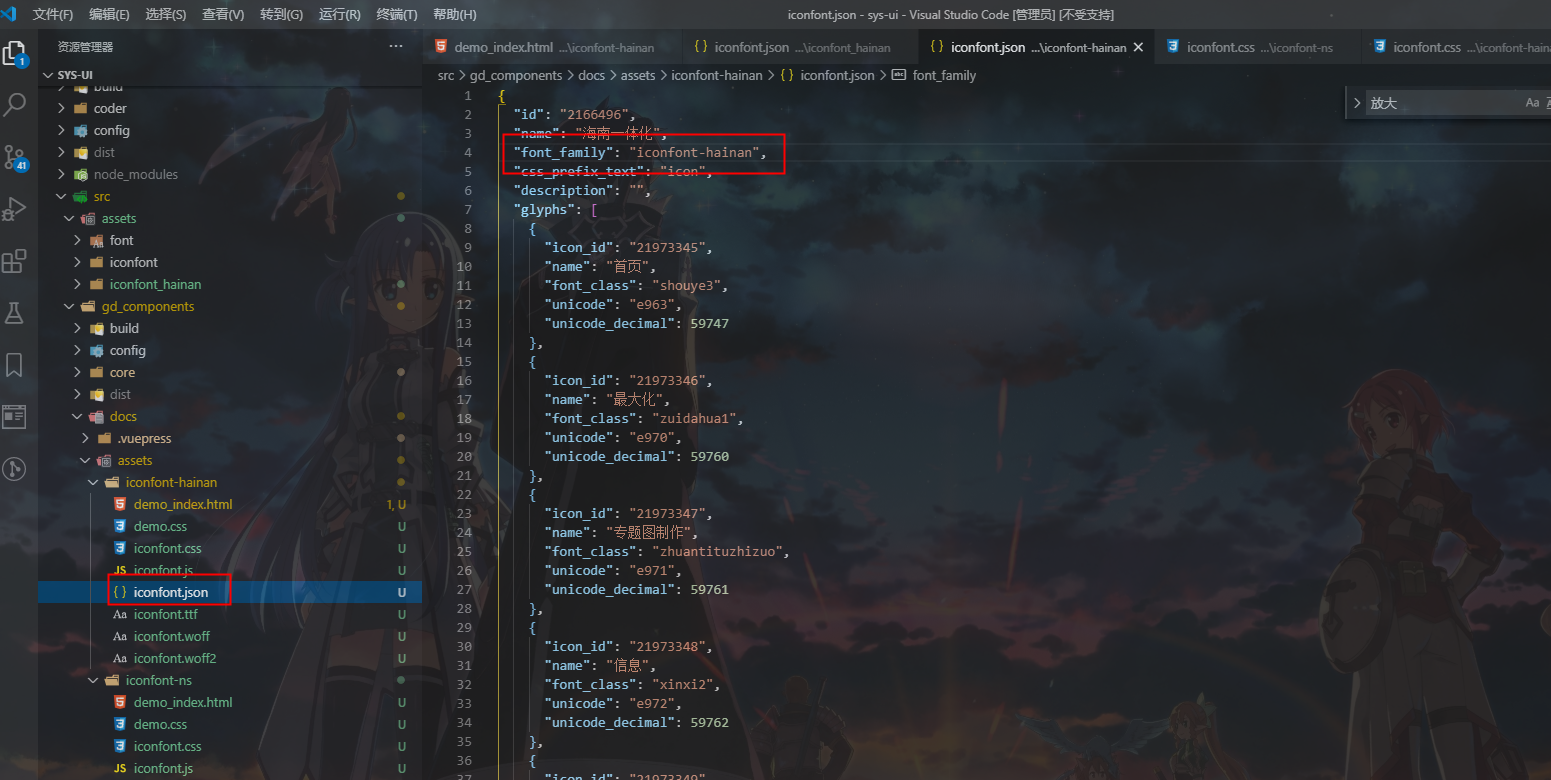 文件(F) 编辑(E) 选择(S) 查看(V) 转到(G) 运行(R) 终端(T) 帮助(H) iconfont.json - sys-ui - Visual Studio Code [管理员] [不受支持]
资源管理器 ···
SYS-UI
build
coder
config
dist
node_modules
src
assets
font
iconfont
iconfont_hainan
gd_components
build
config
core
dist
docs
.vuepress
assets
iconfont-hainan
demo_index.html 1, U
demo.css U
iconfont.css U
JS iconfont.js U
{ } iconfont.json U
Aa iconfont.ttf U
Aa iconfont.woff U
Aa iconfont.woff2 U
iconfont-ns
demo_index.html U
demo.css U
iconfont.css U
JS iconfont.js U
1
41
demo_index.html ...\iconfont-hainan
{ } iconfont.json ...\iconfont_hainan
{ } iconfont.json ...\iconfont-hainan
iconfont.css ...\iconfont-ns
iconfont.css ...\iconfont-hain
src > gd_components > docs > assets > iconfont-hainan > { } iconfont.json > font_family
放大 Aa
1 {
2 "id": "2166496",
3 "name": "海南一体化",
4 "font_family": "iconfont-hainan",
5 "css_prefix_text": "icon",
6 "description": "",
7 "glyphs": [
8 {
9 "icon_id": "21973345",
10 "name": "首页",
11 "font_class": "shouye3",
12 "unicode": "e963",
13 "unicode_decimal": 59747
14 },
15 {
16 "icon_id": "21973346",
17 "name": "最大化",
18 "font_class": "zuidahua1",
19 "unicode": "e970",
20 "unicode_decimal": 59760
21 },
22 {
23 "icon_id": "21973347",
24 "name": "专题图制作",
25 "font_class": "zhuantituzhizuo",
26 "unicode": "e971",
27 "unicode_decimal": 59761
28 },
29 {
30 "icon_id": "21973348",
31 "name": "信息",
32 "font_class": "xinxi2",
33 "unicode": "e972",
34 "unicode_decimal": 59762
35 },
36 {
37 "icon_id": "21973349",